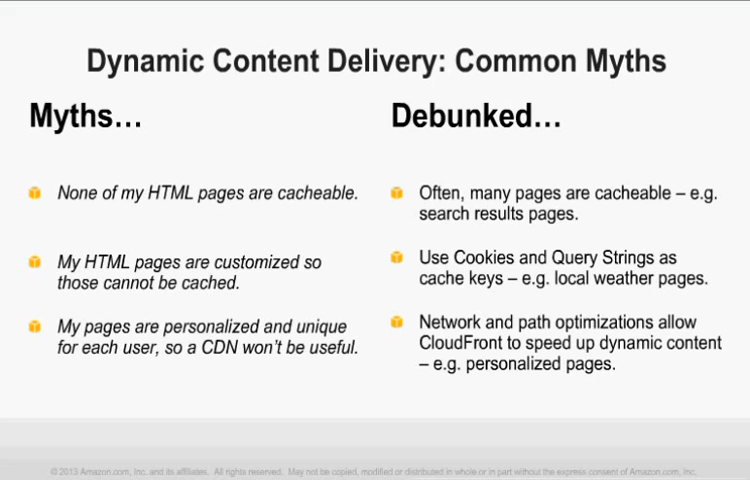 Dynamic Content Delivery: Common Myths
Myths…
Debunked…
None of my HTML pages are cacheable.
Often, many pages are cacheable – e.g.
search results pages.
My HTML pages are customized so
those cannot be cached.
Use Cookies and Query Strings as
cache keys – e.g. local weather pages.
My pages are personalized and unique
for each user, so a CDN won't be useful.
Network and path optimizations allow
CloudFront to speed up dynamic content
– e.g. personalized pages.
© 2013 Amazon.com, Inc. and its affiliates. All rights reserved. May not be copied, modified or distributed in whole or in part without the express consent of Amazon.com, Inc.